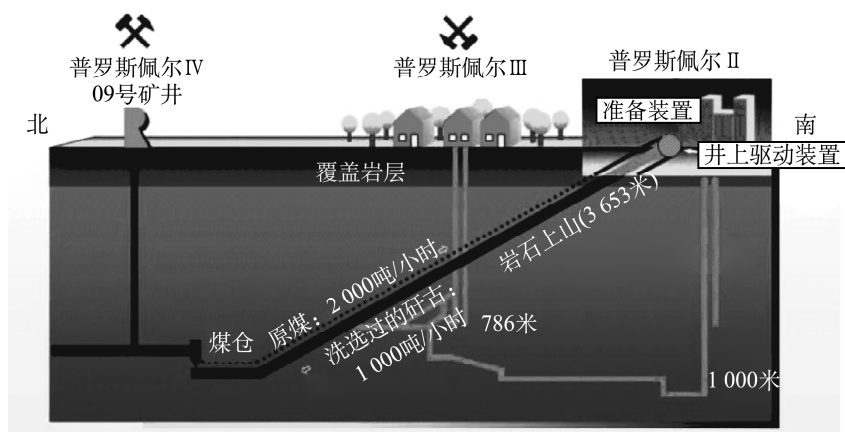 普罗斯佩尔Ⅳ
09号矿井
普罗斯佩尔Ⅲ
普罗斯佩尔Ⅱ
北
准备装置
南
井上驱动装置
覆盖岩层
岩石上山(3 653米)
原煤：2 000吨/小时
煤仓
洗选过的矸古：
1 000吨/小时
786米
1 000米